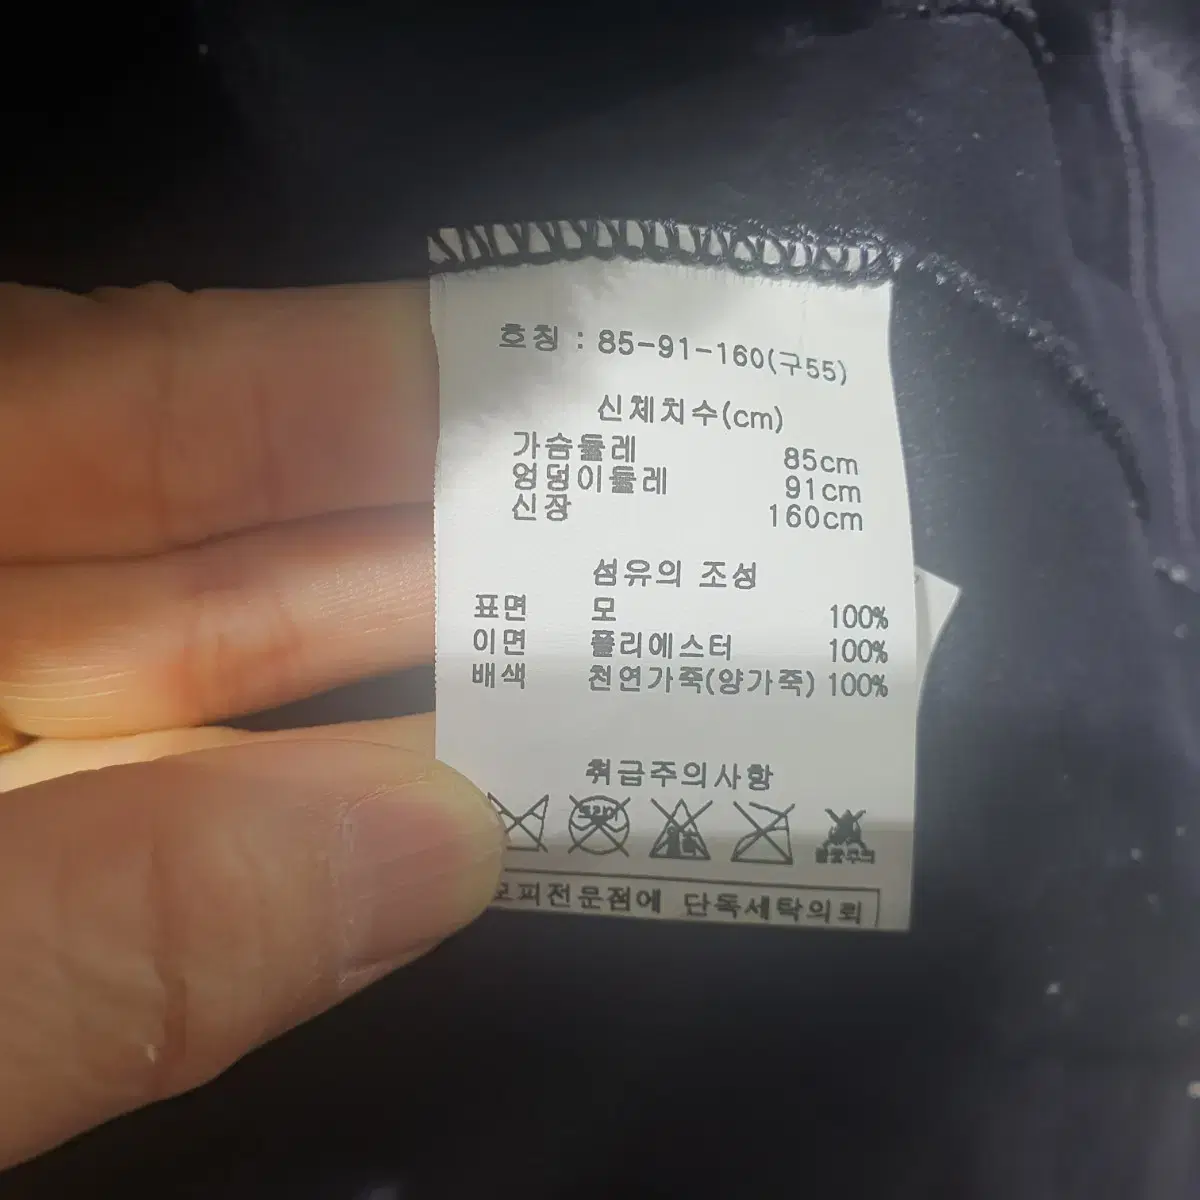 호칭 : 85-91-160(구55)
신체치수(cm)
가슴둘레 85cm
엉덩이둘레 91cm
신장 160cm
섬유의 조성
표면 모 100%
이면 폴리에스터 100%
배색 천연가죽(양가죽) 100%
취급주의사항
모피전문점에 단독세탁의뢰